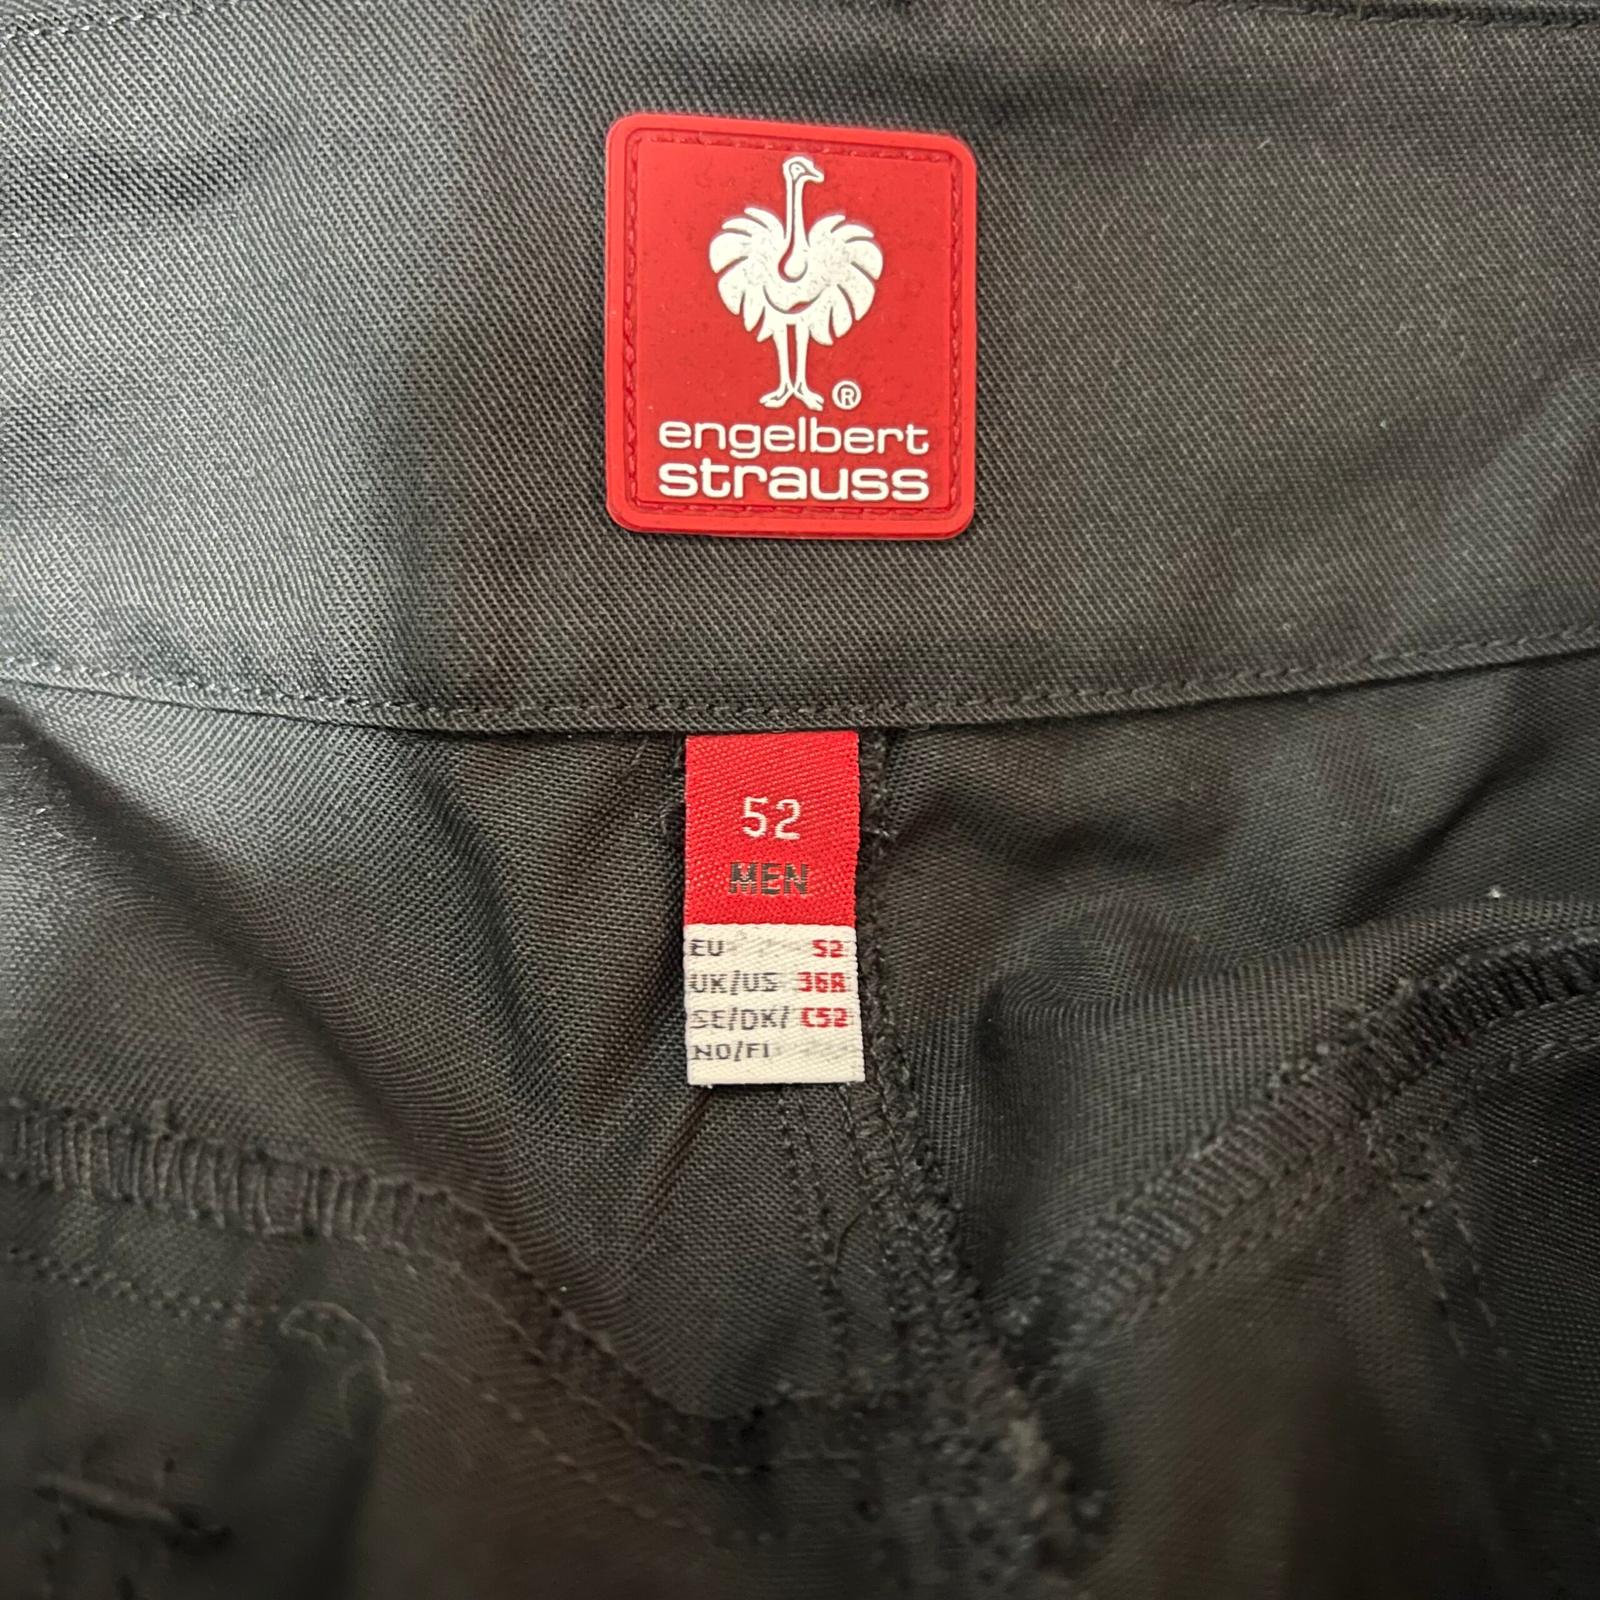 ®
engelbert
strauss
52
MEN
EU 52
UK/US 36R
SE/DK/ C52
NO/FI